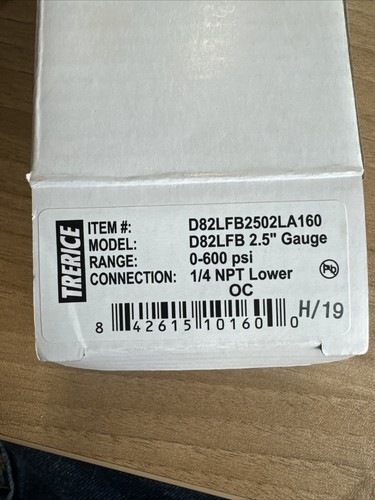 TRERICE
ITEM #: D82LFB2502LA160
MODEL: D82LFB 2.5" Gauge
RANGE: 0-600 psi
CONNECTION: 1/4 NPT Lower
OC
Pb
8 42615 10160 0
H/19